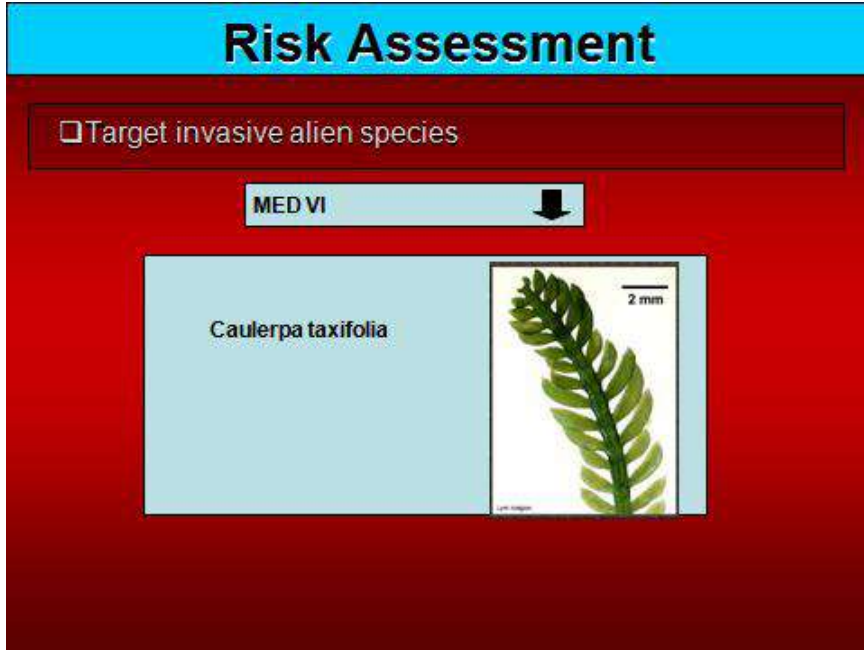 Risk Assessment
❑Target invasive alien species
MED VI
Caulerpa taxifolia
2 mm